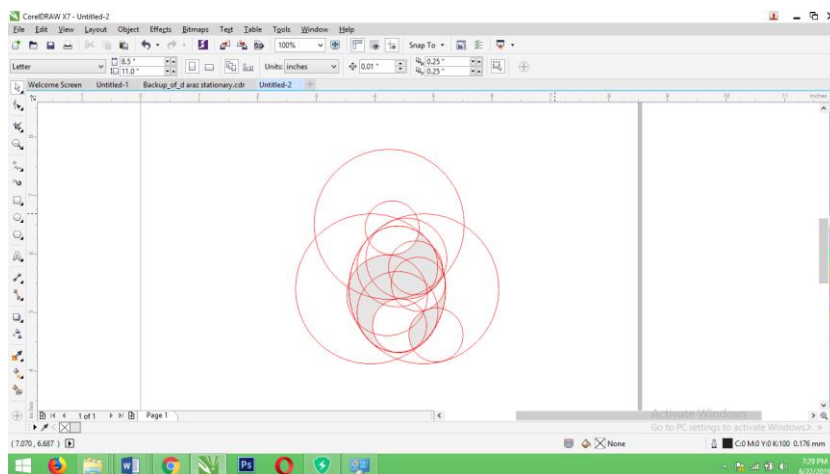 CorelDRAW X7 - Untitled-2
File Edit View Layout Object Effects Bitmaps Text Table Tools Window Help
100% Snap To
Letter 8.5 " 11.0 " Units: inches 0.01 " 0.25 " 0.25 "
Welcome Screen Untitled-1 Backup_of_d araz stationary.cdr Untitled-2
inches
1 of 1 Page 1
Activate Windows
Go to PC settings to activate Windows.
(7.070, 6.687) None C:0 M:0 Y:0 K:100 0.176 mm
7:29 PM